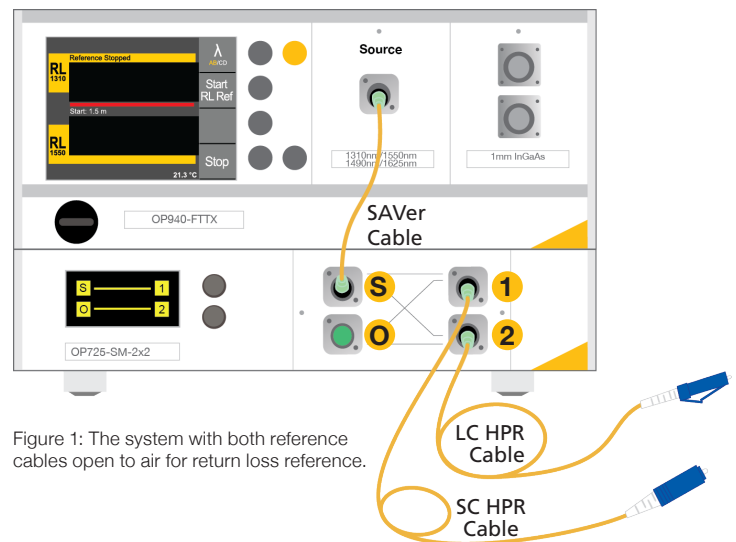 Reference Stopped
RL
1310
Start: 1.5 m
RL
1550
21.3 °C
λ
AB/CD
Start
RL Ref
Stop
Source
1310nm/1550nm
1490nm/1625nm
1mm InGaAs
OP940-FTTX
SAVer
Cable
S 1
O 2
OP725-SM-2x2
S
O
1
2
Figure 1: The system with both reference
cables open to air for return loss reference.
LC HPR
Cable
SC HPR
Cable